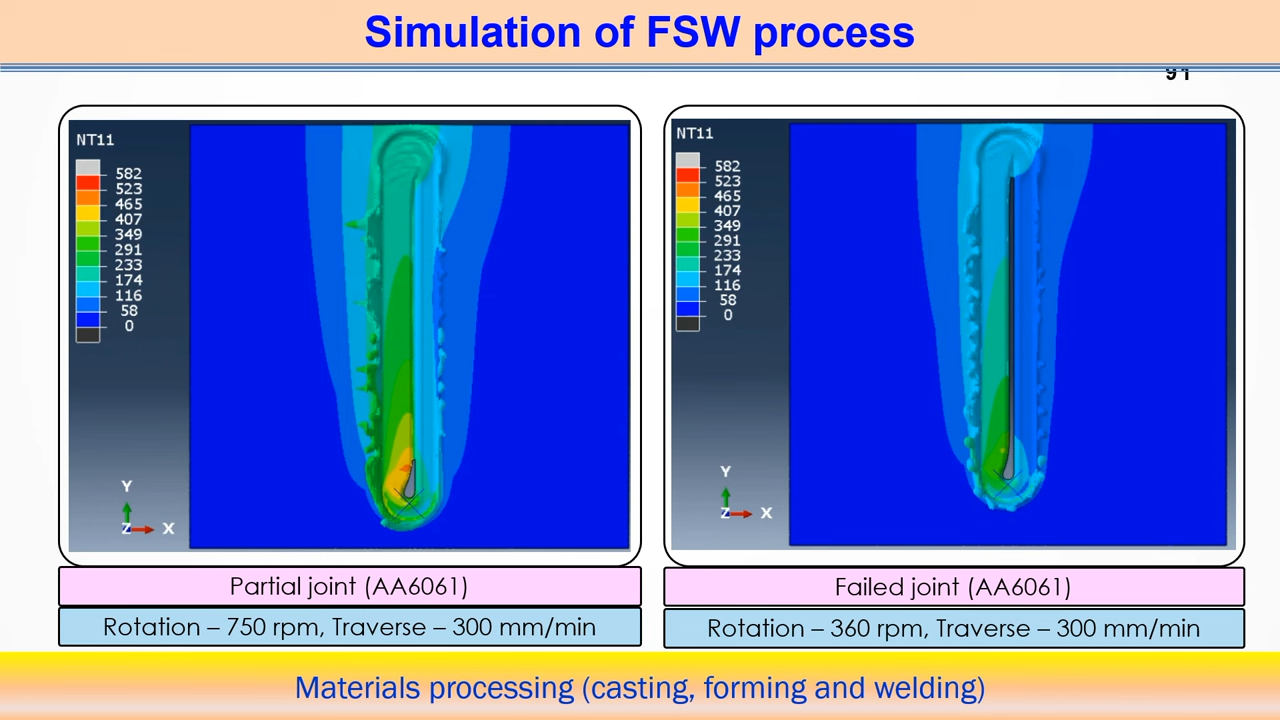 Simulation of FSW process
91
NT11
582
523
465
407
349
291
233
174
116
58
0
Y
Z
X
NT11
582
523
465
407
349
291
233
174
116
58
0
Y
Z
X
Partial joint (AA6061)
Failed joint (AA6061)
Rotation – 750 rpm, Traverse – 300 mm/min
Rotation – 360 rpm, Traverse – 300 mm/min
Materials processing (casting, forming and welding)